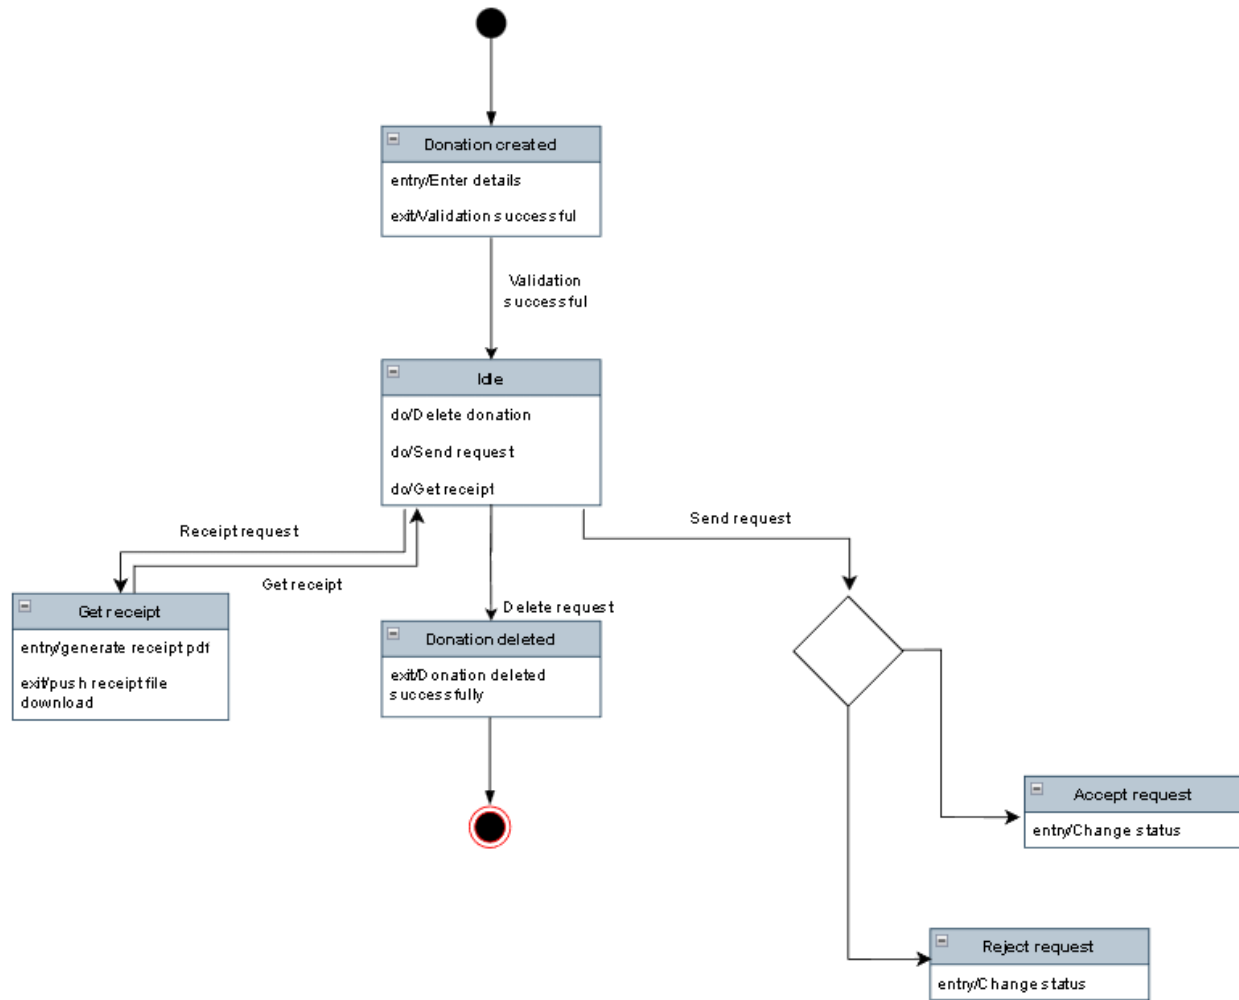 Donation created
entry/Enter details
exit/Validation successful
Validation
successful
Idle
do/Delete donation
do/Send request
do/Get receipt
Receipt request
Send request
Get receipt
Delete request
Get receipt
entry/generate receipt pdf
exit/push receipt file
download
Donation deleted
exit/Donation deleted
successfully
Accept request
entry/Change status
Reject request
entry/Change status